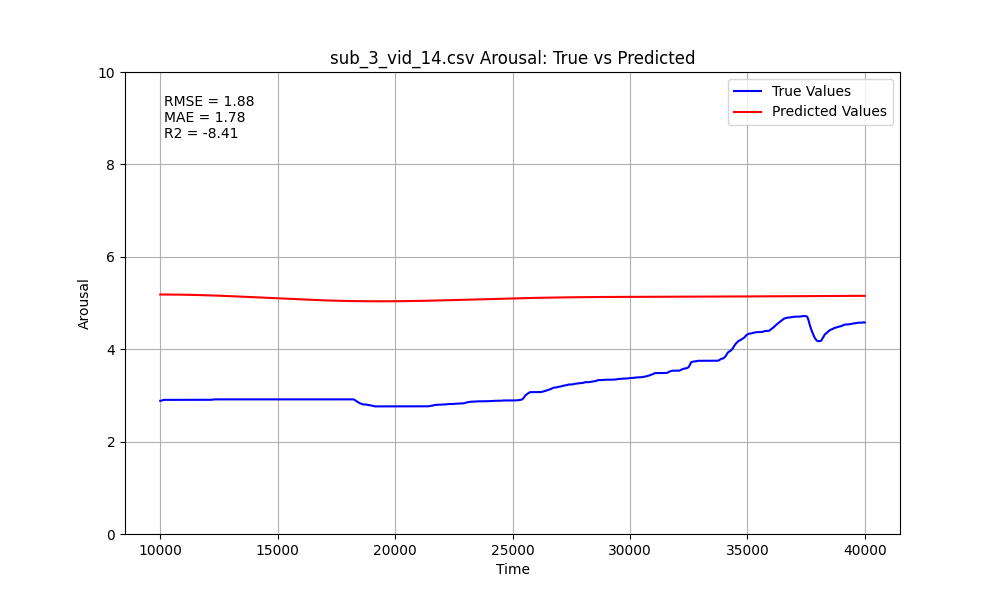 sub_3_vid_14.csv Arousal: True vs Predicted
RMSE = 1.88
MAE = 1.78
R2 = -8.41
True Values
Predicted Values
10
8
6
4
2
0
Arousal
10000
15000
20000
25000
30000
35000
40000
Time